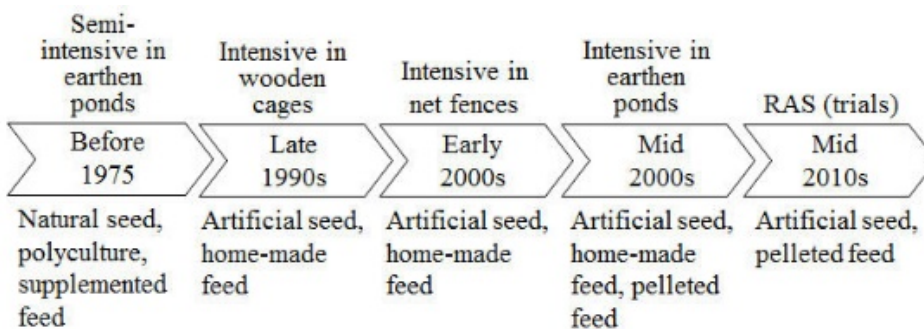 Semi-
intensive in
earthen
ponds
Before
1975
Natural seed,
polyculture,
supplemented
feed
Intensive in
wooden
cages
Late
1990s
Artificial seed,
home-made
feed
Intensive in
net fences
Early
2000s
Artificial seed,
home-made
feed
Intensive in
earthen
ponds
Mid
2000s
Artificial seed,
home-made
feed, pelleted
feed
RAS (trials)
Mid
2010s
Artificial seed,
pelleted feed